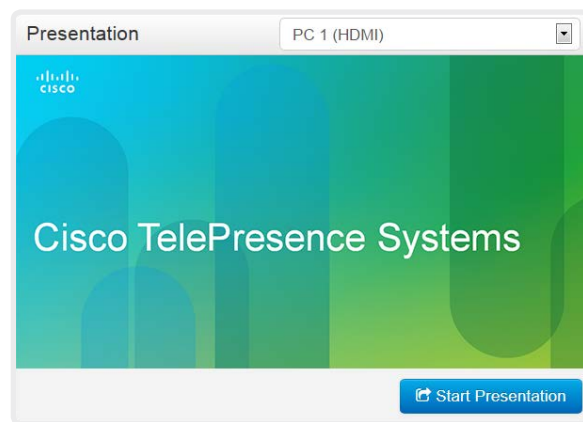 Presentation
PC 1 (HDMI)
cisco
Cisco TelePresence Systems
Start Presentation